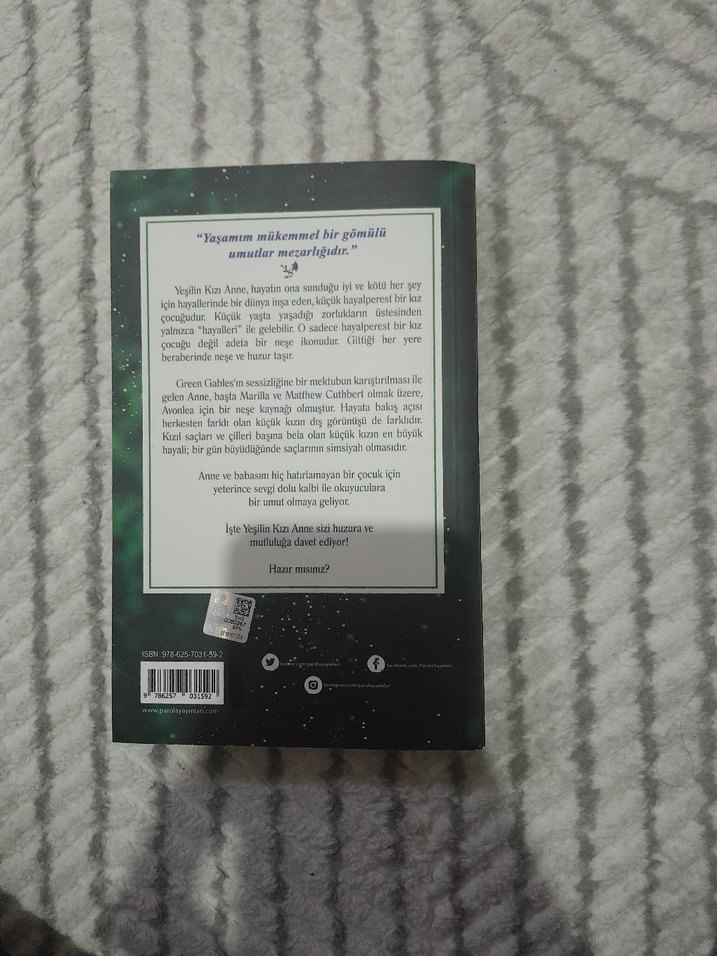 “Yaşamım mükemmel bir gömülü
umutlar mezarlığıdır.”
Yeşilin Kızı Anne, hayatın ona sunduğu iyi ve kötü her şey
için hayallerinde bir dünya inşa eden, küçük hayalperest bir kız
çocuğudur. Küçük yaşta yaşadığı zorlukların üstesinden
yalnızca “hayalleri” ile gelebilir. O sadece hayalperest bir kız
çocuğu değil adeta bir neşe ikonudur. Gittiği her yere
beraberinde neşe ve huzur taşır.
Green Gables’ın sessizliğine bir mektubun karıştırılması ile
gelen Anne, başta Marilla ve Matthew Cuthbert olmak üzere,
Avonlea için bir neşe kaynağı olmuştur. Hayata bakış açısı
herkesten farklı olan küçük kızın dış görünüşü de farklıdır.
Kızıl saçları ve çilleri başına bela olan küçük kızın en büyük
hayali; bir gün büyüdüğünde saçlarının simsiyah olmasıdır.
Anne ve babasını hiç hatırlamayan bir çocuk için
yeterince sevgi dolu kalbi ile okuyuculara
bir umut olmaya geliyor.
İşte Yeşilin Kızı Anne sizi huzura ve
mutluluğa davet ediyor!
Hazır mısınız?
ISBN :978-625-7031-59-2
9 786257 031592
www.parolayayinlari.com
twitter.com/parolayayinlari
instagram.com/parolayayinlari